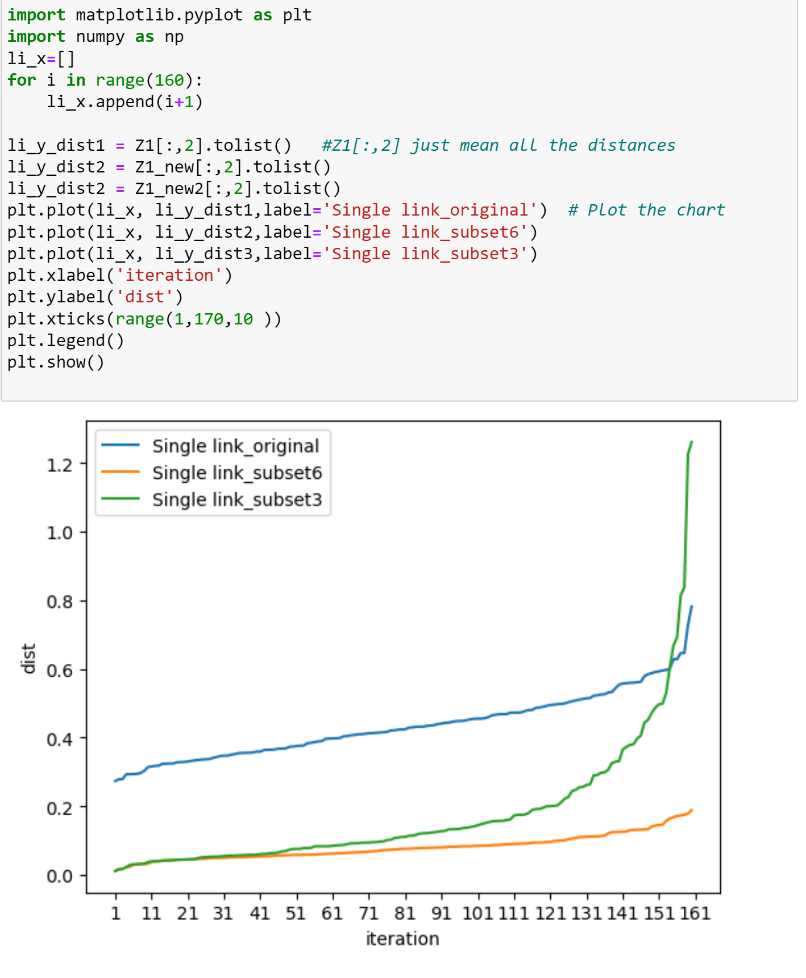 import matplotlib.pyplot as plt
import numpy as np
li_x=[]
for i in range(160):
    li_x.append(i+1)

li_y_dist1 = Z1[:,2].tolist()   #Z1[:,2] just mean all the distances
li_y_dist2 = Z1_new[:,2].tolist()
li_y_dist2 = Z1_new2[:,2].tolist()
plt.plot(li_x, li_y_dist1,label='Single link_original')  # Plot the chart
plt.plot(li_x, li_y_dist2,label='Single link_subset6')
plt.plot(li_x, li_y_dist3,label='Single link_subset3')
plt.xlabel('iteration')
plt.ylabel('dist')
plt.xticks(range(1,170,10 ))
plt.legend()
plt.show()
Single link_original
Single link_subset6
Single link_subset3
1.2
1.0
0.8
0.6
0.4
0.2
0.0
dist
1 11 21 31 41 51 61 71 81 91 101 111 121 131 141 151 161
iteration